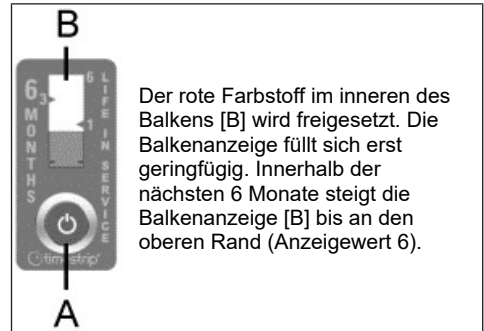 B
6 MONTHS
6
3
1
LIFE IN SERVICE
timestrip
A
Der rote Farbstoff im inneren des
Balkens [B] wird freigesetzt. Die
Balkenanzeige füllt sich erst
geringfügig. Innerhalb der
nächsten 6 Monate steigt die
Balkenanzeige [B] bis an den
oberen Rand (Anzeigewert 6).